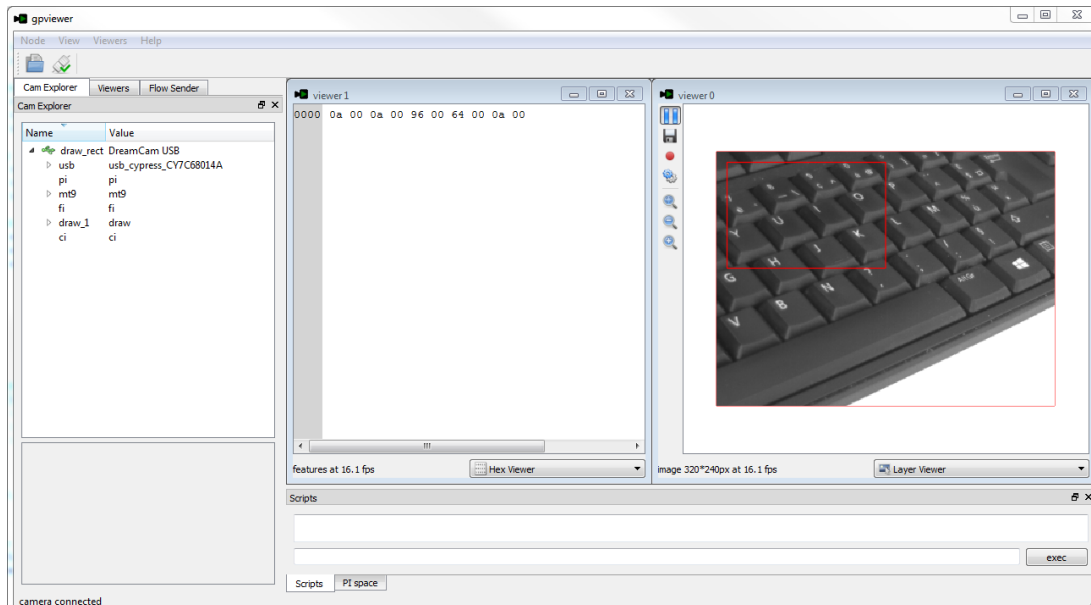 gpviewer
Node View Viewers Help
Cam Explorer Viewers Flow Sender
Cam Explorer
Name Value
draw_rect DreamCam USB
usb usb_cypress_CY7C68014A
pi pi
mt9 mt9
fi fi
draw_1 draw
ci ci
viewer 1
0000 0a 00 0a 00 96 00 64 00 0a 00
features at 16.1 fps Hex Viewer
viewer 0
O
Y U I
H J K
G
V B N
image 320*240px at 16.1 fps Layer Viewer
Scripts
exec
Scripts PI space
camera connected